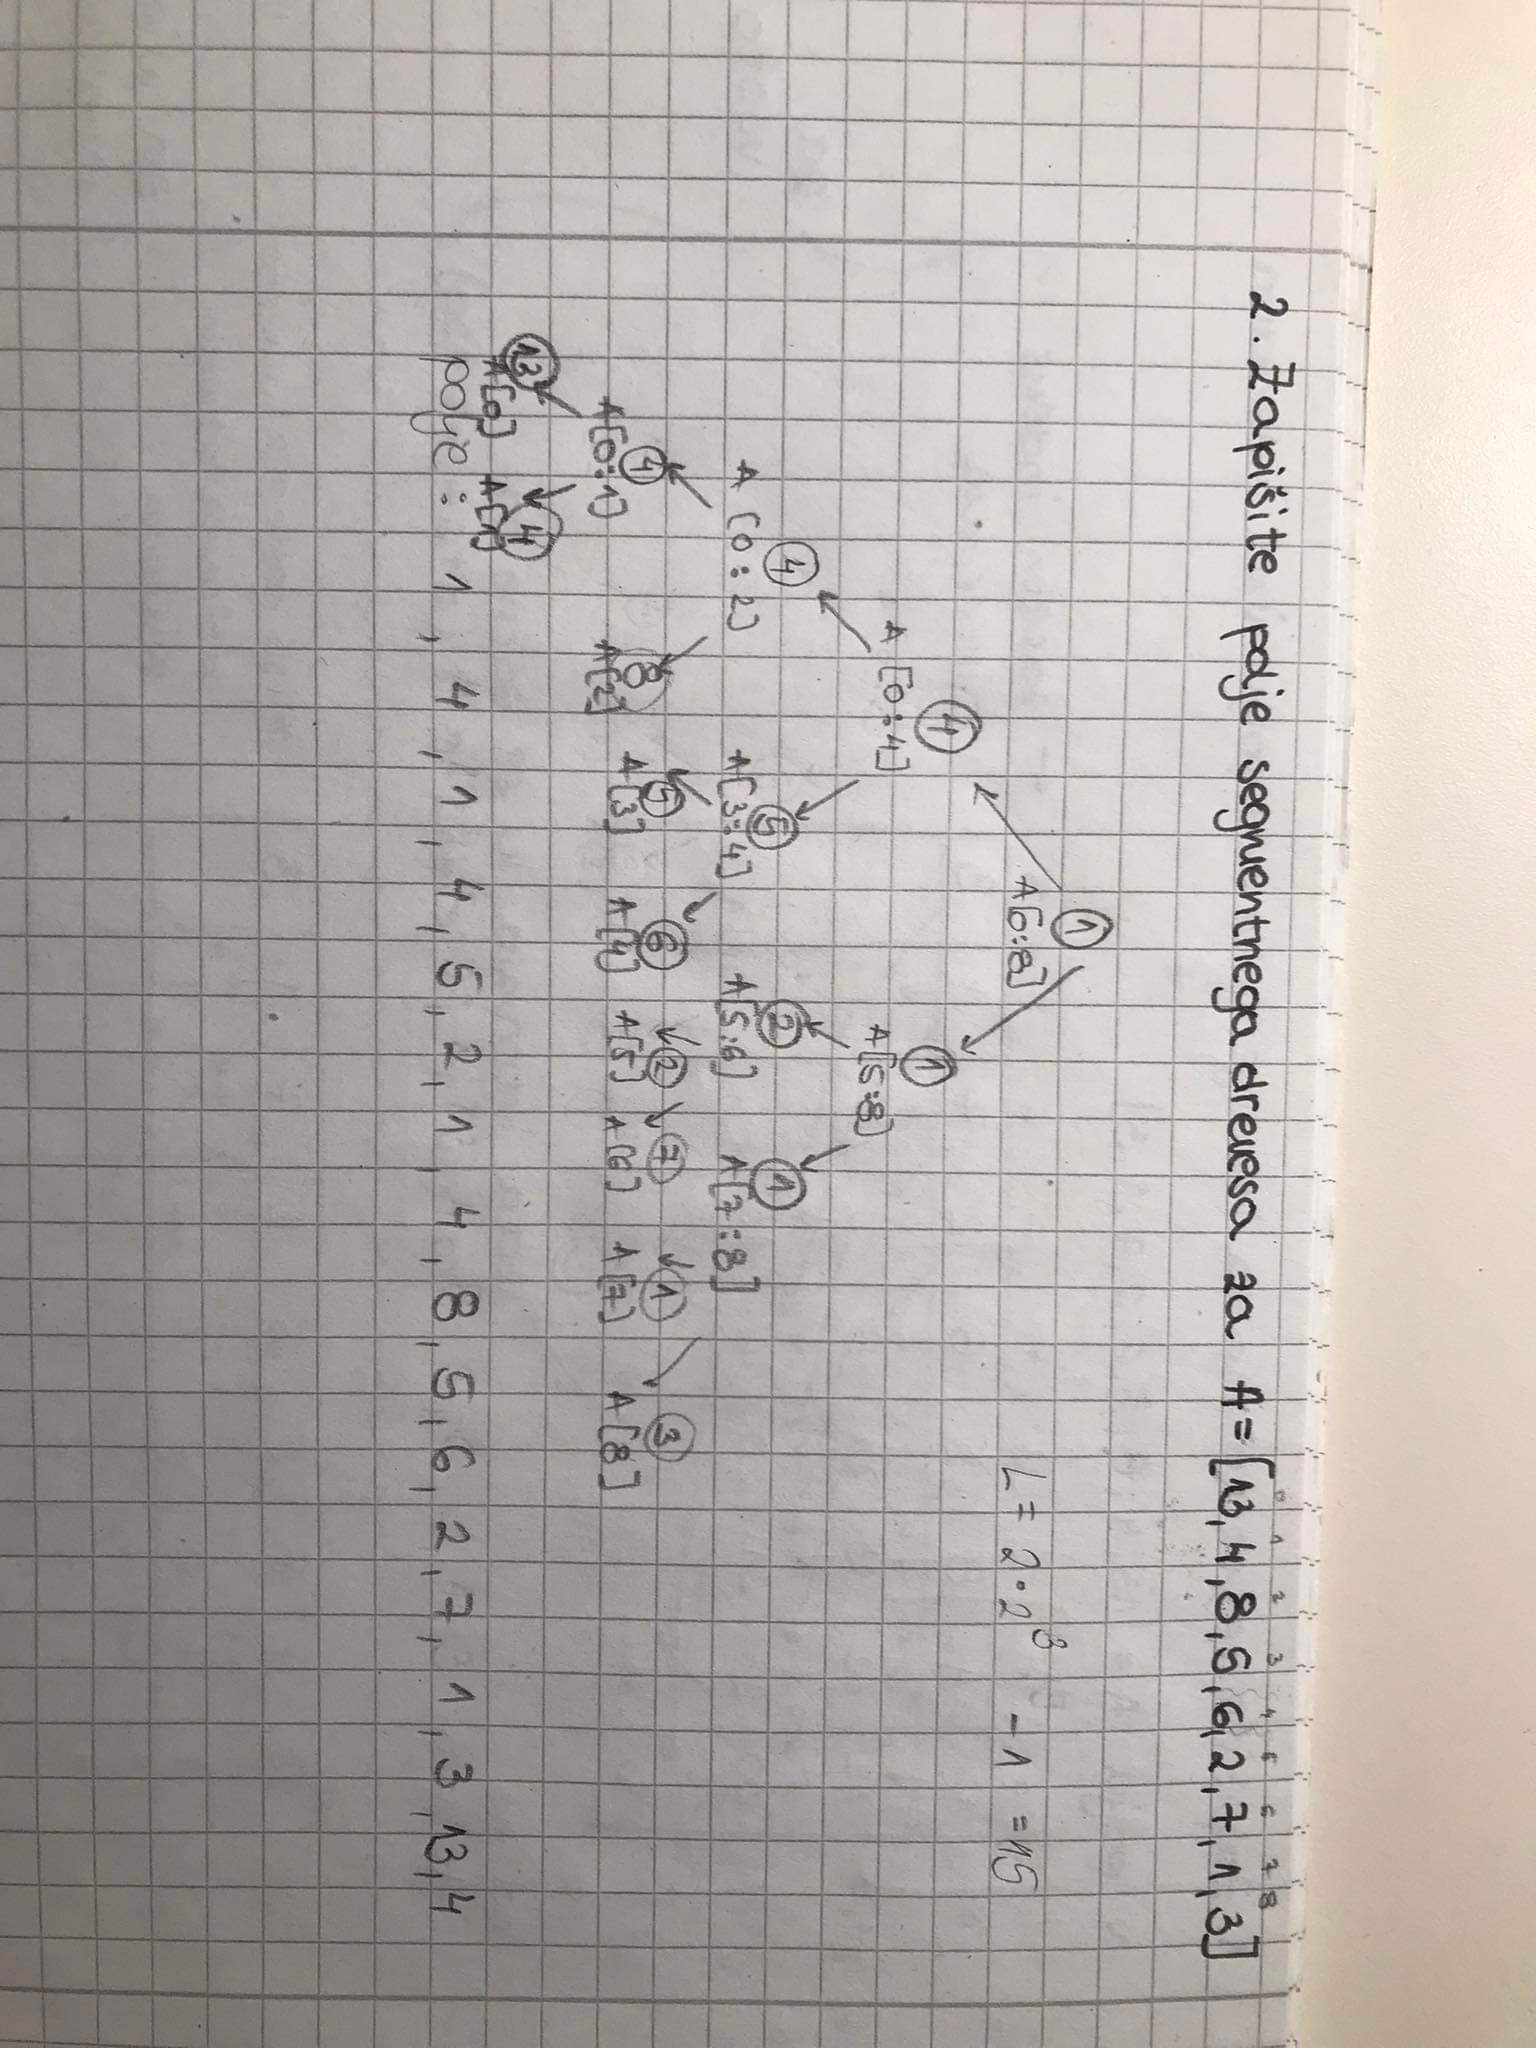 0 1 2 3 4 5 6 7 8
2. Zapišite polje segmentnega drevesa za A = [13, 4, 8, 5, 6, 2, 7, 1, 3]
1
A[0:8]
L = 2·2³ - 1 = 15
4 1
A [0:4] A[5:8]
4 5 2 1
A [0:2] A[3:4] A[5:6] A[7:8]
4 8 5 6 2 7 1 3
A[0:1] A[2] A[3] A[4] A[5] A[6] A[7] A[8]
13 4
A[0] A[1]
polje: 1, 4, 1, 4, 5, 2, 1, 4, 8, 5, 6, 2, 7, 1, 3, 13, 4